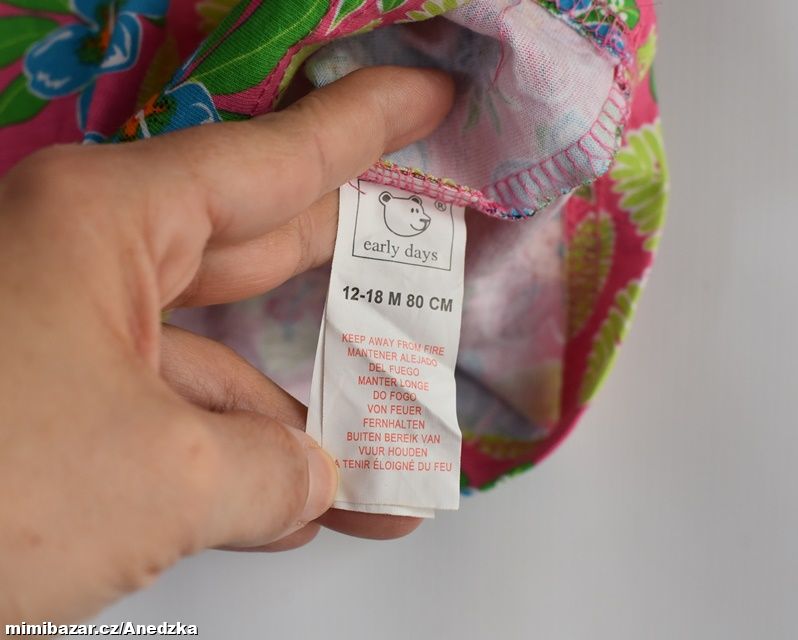 ®
early days
12-18 M 80 CM
KEEP AWAY FROM FIRE
MANTENER ALEJADO
DEL FUEGO
MANTER LONGE
DO FOGO
VON FEUER
FERNHALTEN
BUITEN BEREIK VAN
VUUR HOUDEN
A TENIR ÉLOIGNÉ DU FEU
mimibazar.cz/Anedzka